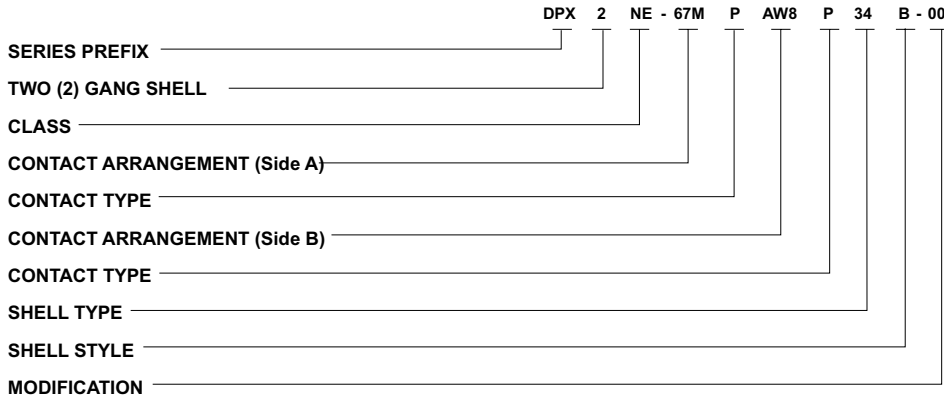 DPX 2 NE - 67M P AW8 P 34 B - 00
SERIES PREFIX
TWO (2) GANG SHELL
CLASS
CONTACT ARRANGEMENT (Side A)
CONTACT TYPE
CONTACT ARRANGEMENT (Side B)
CONTACT TYPE
SHELL TYPE
SHELL STYLE
MODIFICATION